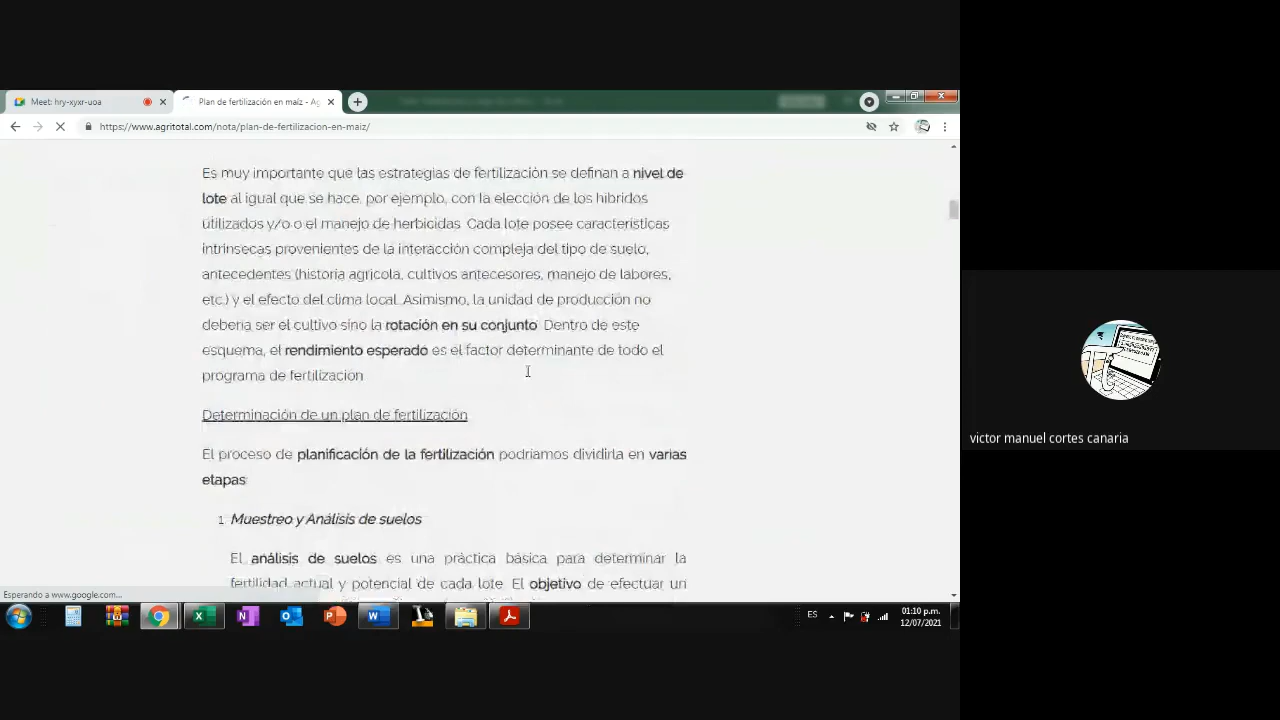 Meet: hry-xyxr-uoa
Plan de fertilización en maíz - Ag
https://www.agritotal.com/nota/plan-de-fertilizacion-en-maiz/
Es muy importante que las estrategias de fertilización se definan a nivel de
lote al igual que se hace, por ejemplo, con la elección de los híbridos
utilizados y/o o el manejo de herbicidas. Cada lote posee características
intrínsecas provenientes de la interacción compleja del tipo de suelo,
antecedentes (historia agrícola, cultivos antecesores, manejo de labores,
etc.) y el efecto del clima local. Asimismo, la unidad de producción no
debería ser el cultivo sino la rotación en su conjunto. Dentro de este
esquema, el rendimiento esperado es el factor determinante de todo el
programa de fertilización.
Determinación de un plan de fertilización
El proceso de planificación de la fertilización podríamos dividirla en varias
etapas:
1. Muestreo y Análisis de suelos
El análisis de suelos es una práctica básica para determinar la
fertilidad actual y potencial de cada lote. El objetivo de efectuar un
Esperando a www.google.com...
ES
01:10 p.m.
12/07/2021
victor manuel cortes canaria